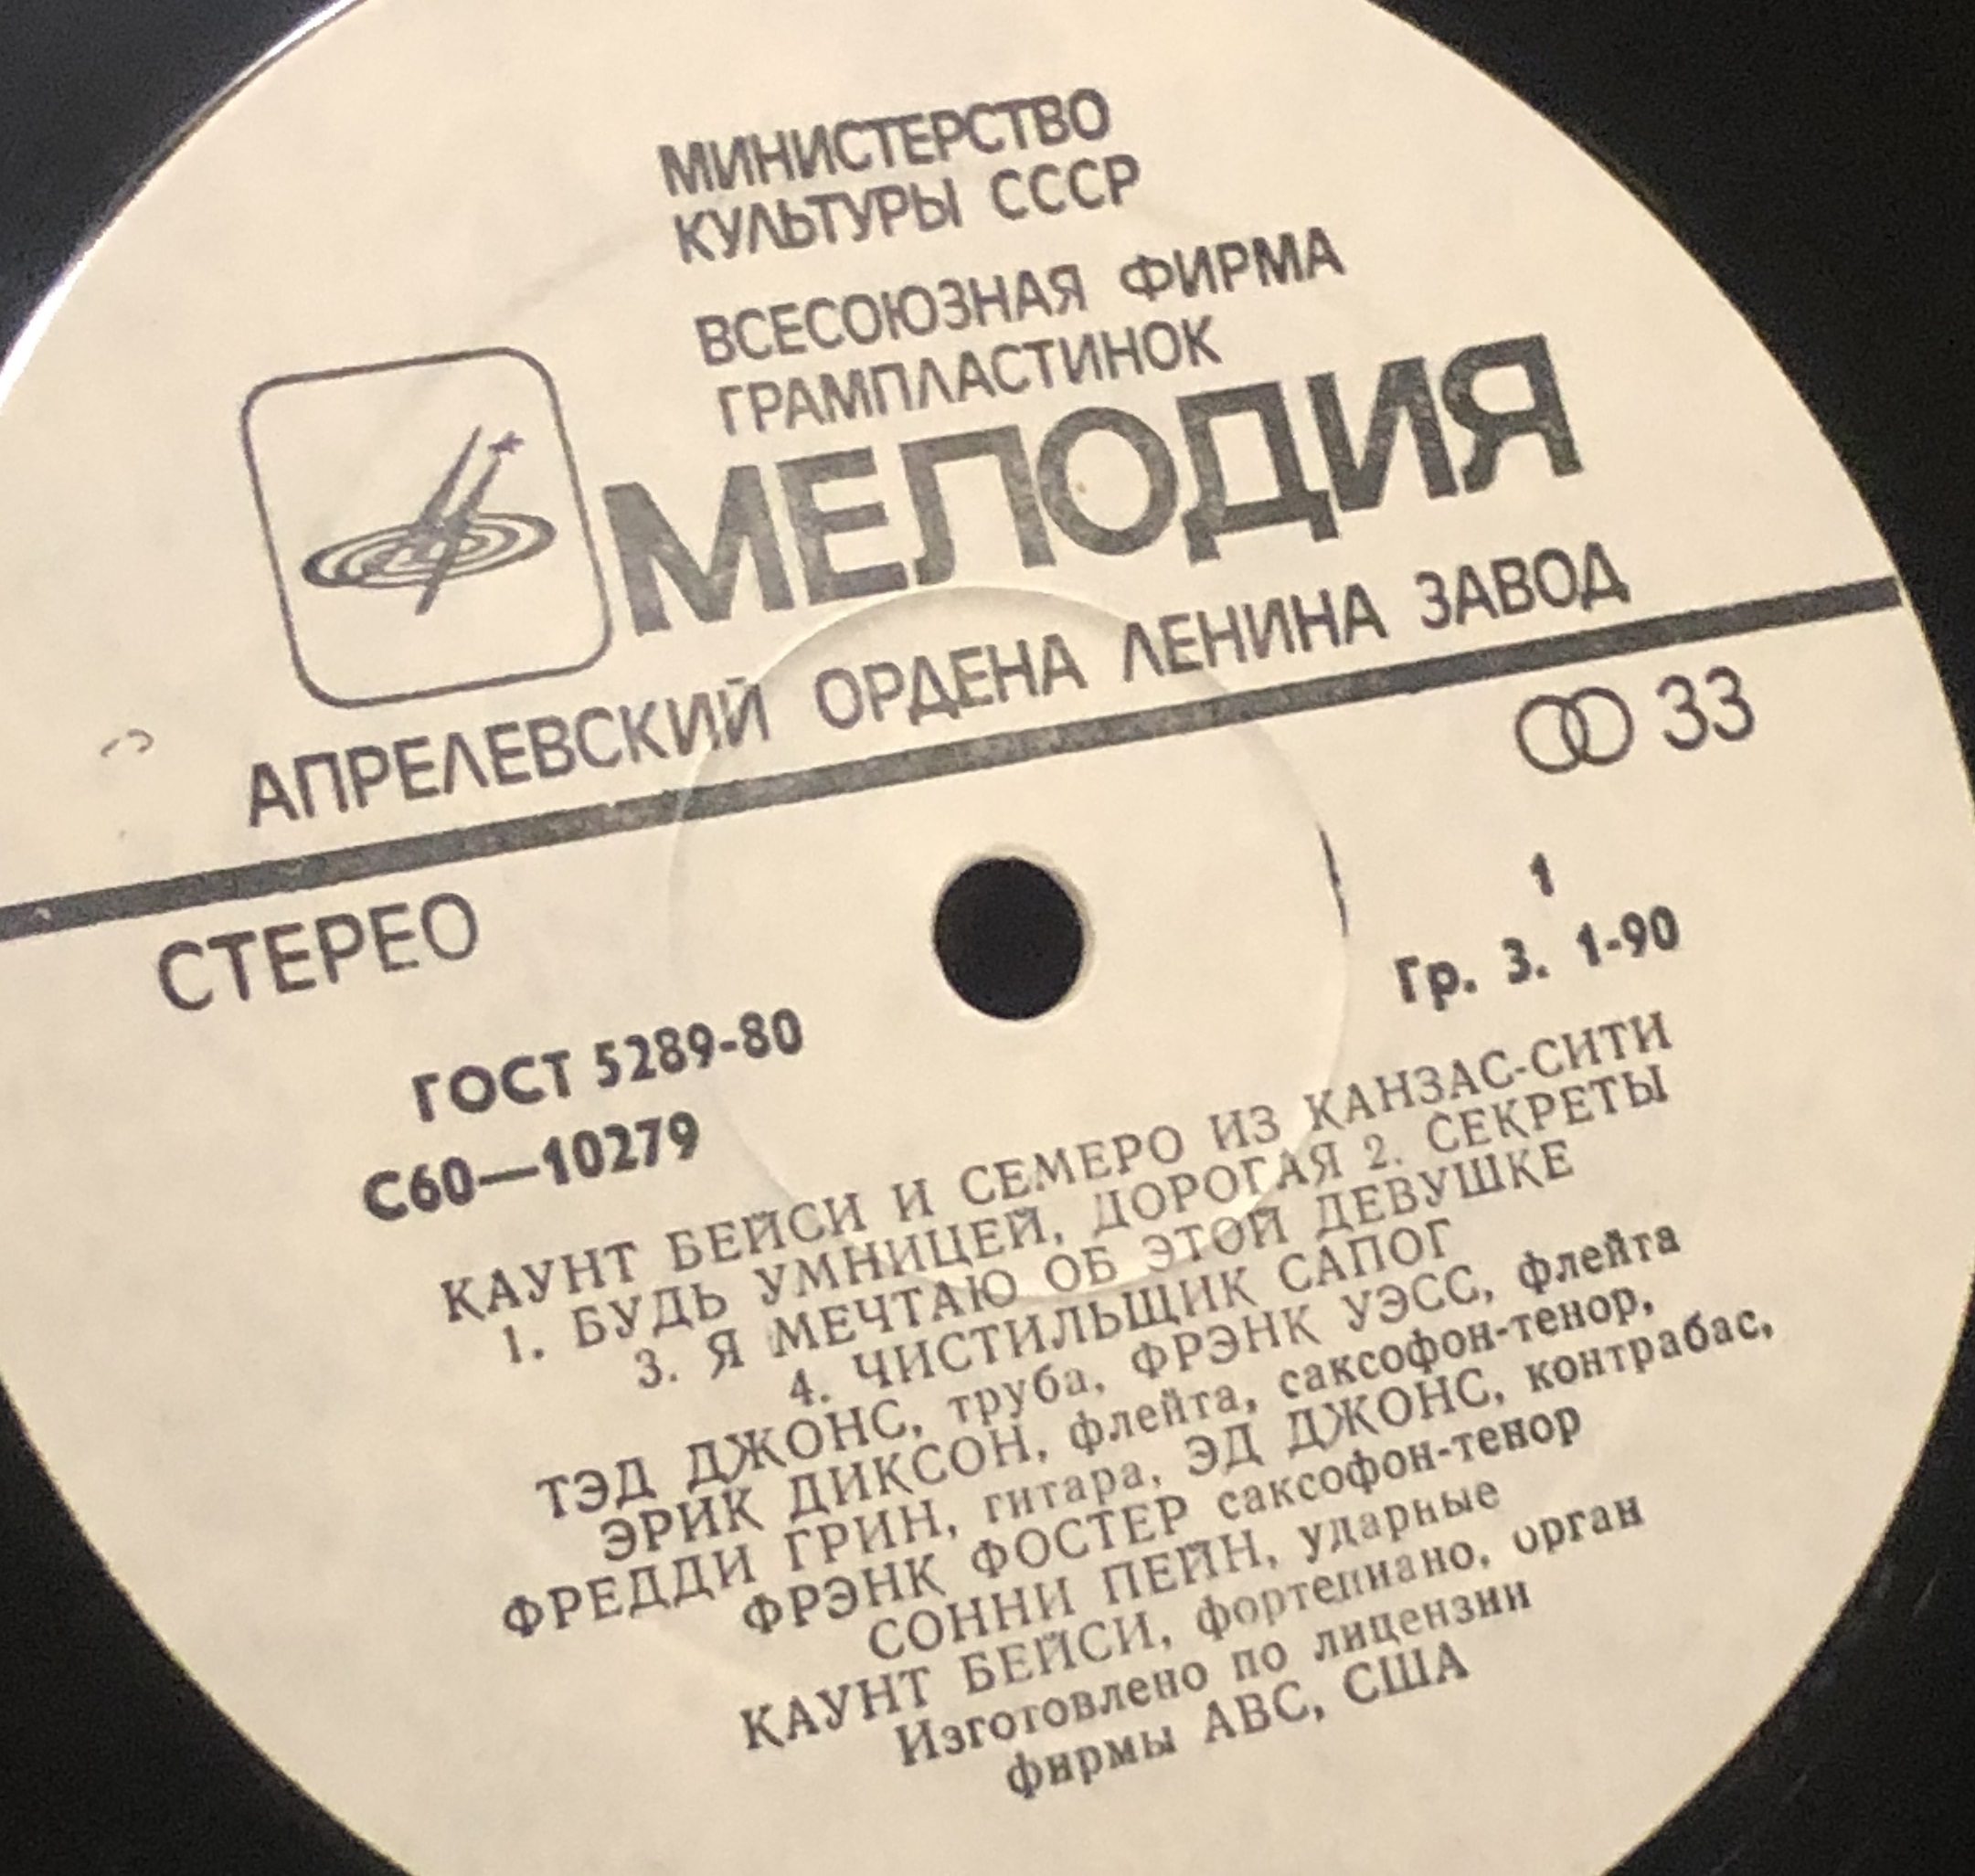 МИНИСТЕРСТВО
КУЛЬТУРЫ СССР
ВСЕСОЮЗНАЯ ФИРМА
ГРАМПЛАСТИНОК
МЕЛОДИЯ
АПРЕЛЕВСКИЙ ОРДЕНА ЛЕНИНА ЗАВОД
33
СТЕРЕО
1
ГОСТ 5289-80
Гр. 3. 1-90
С60—10279
КАУНТ БЕЙСИ И СЕМЕРО ИЗ КАНЗАС-СИТИ
1. БУДЬ УМНИЦЕЙ, ДОРОГАЯ 2. СЕКРЕТЫ
3. Я МЕЧТАЮ ОБ ЭТОЙ ДЕВУШКЕ
4. ЧИСТИЛЬЩИК САПОГ
ТЭД ДЖОНС, труба, ФРЭНК УЭСС, флейта
ЭРИК ДИКСОН, флейта, саксофон-тенор,
ФРЕДДИ ГРИН, гитара, ЭД ДЖОНС, контрабас,
ФРЭНК ФОСТЕР саксофон-тенор
СОННИ ПЕЙН, ударные
КАУНТ БЕЙСИ, фортепиано, орган
Изготовлено по лицензии
фирмы АВС, США